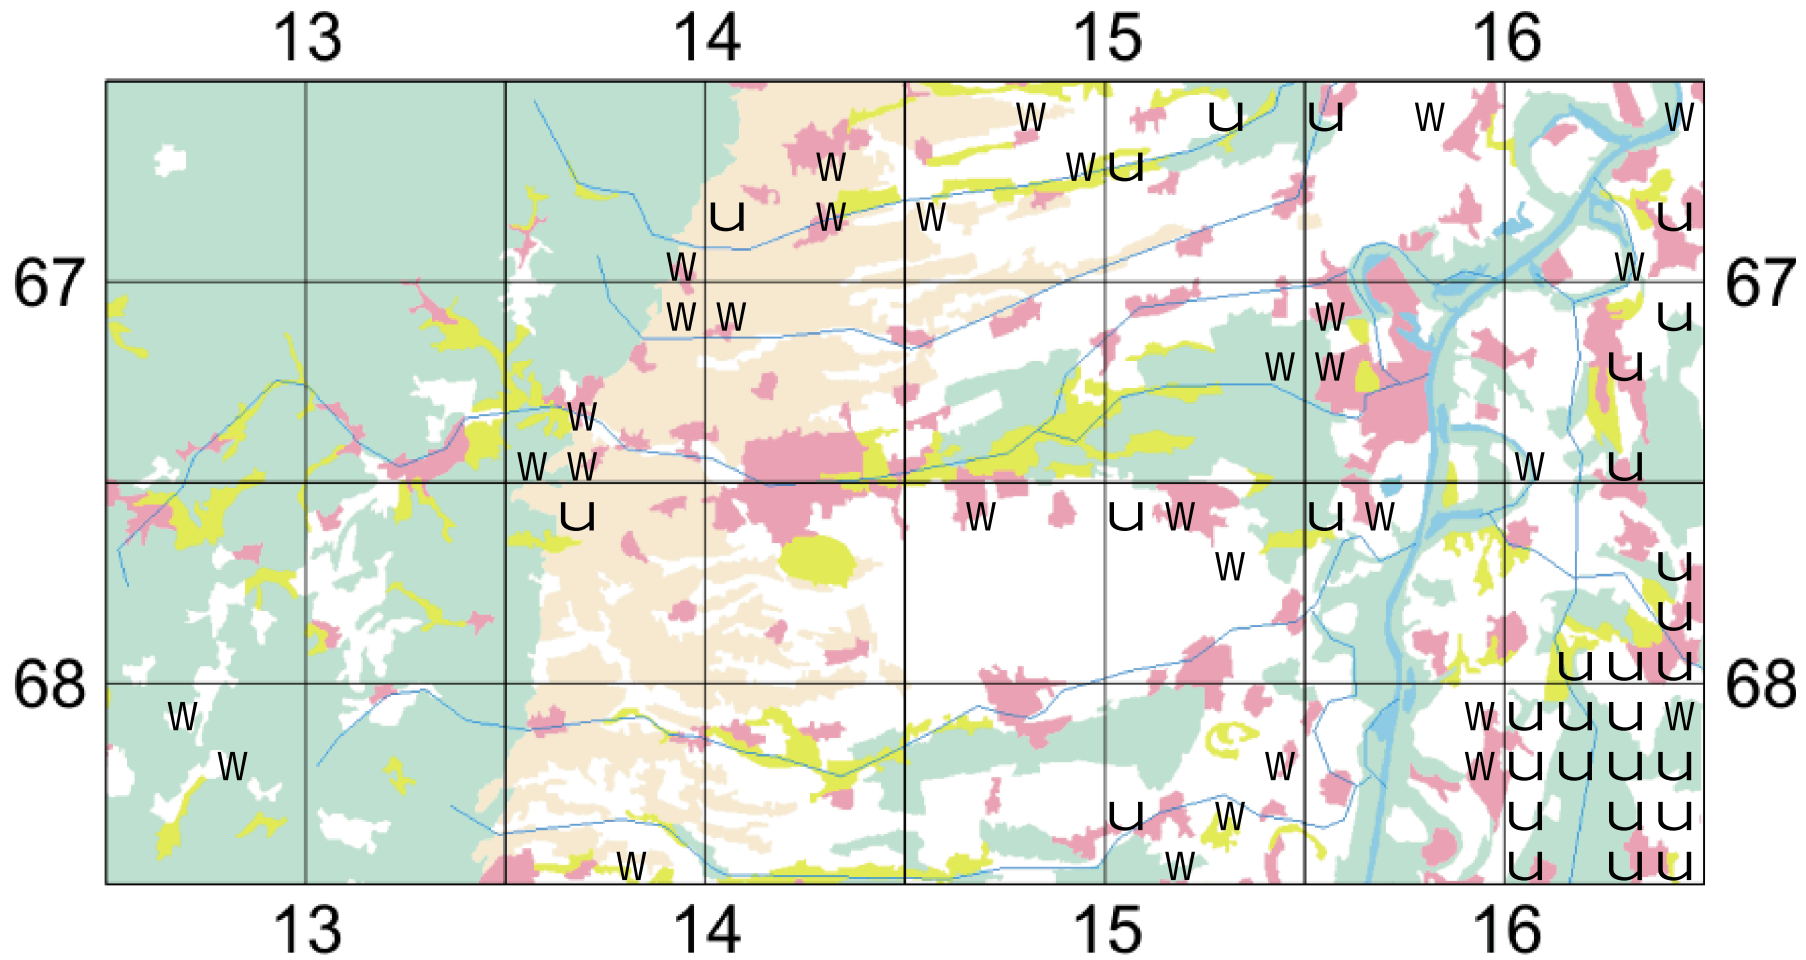 13 14 15 16
w u u w w
w w u
u w w u
w w
67 67
w w w u
w w u
w
w w w u
u w u w u w
w u
u
u u u
68 68
w w u u u w
w w w u u u u
u w u u u
w w u u u
13 14 15 16